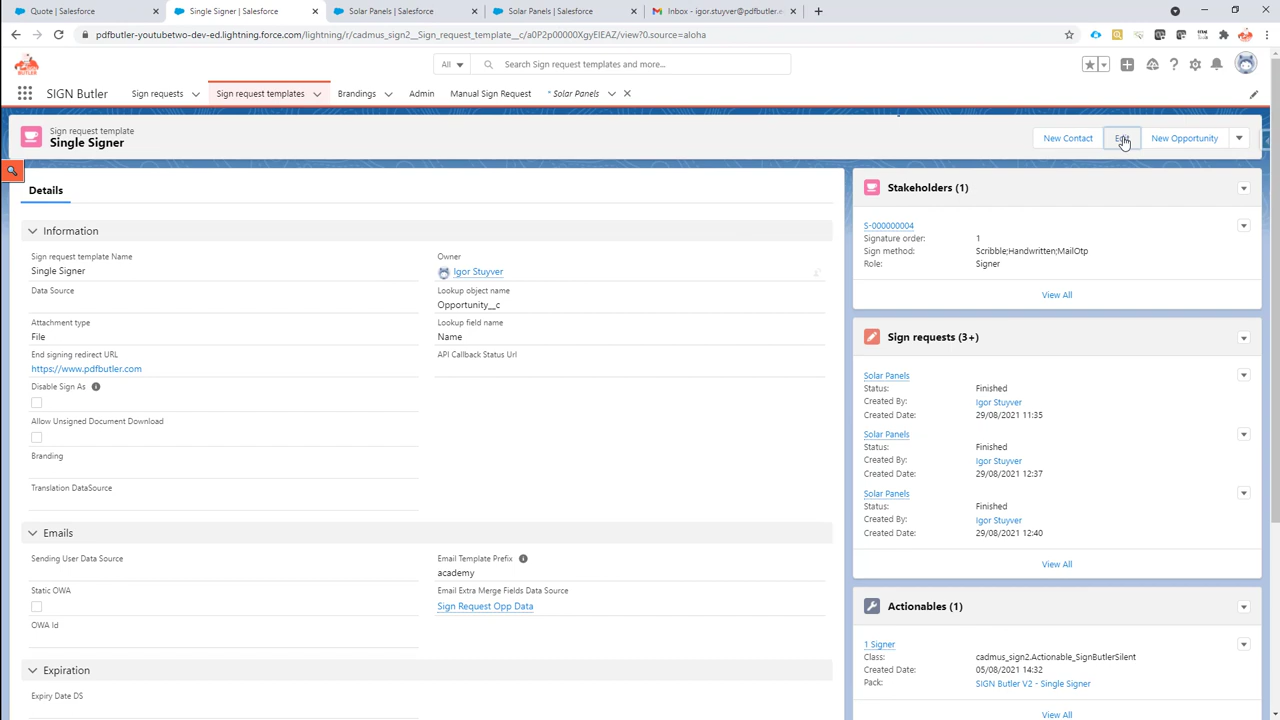 Quote | Salesforce
Single Signer | Salesforce
Solar Panels | Salesforce
Solar Panels | Salesforce
Inbox - igor.stuyver@pdfbutler.c
pdfbutler-youtubetwo-dev-ed.lightning.force.com/lightning/r/cadmus_sign2__Sign_request_template__c/a0P2p00000XgyEIEAZ/view?0.source=aloha
All
Search Sign request templates and more...
SIGN Butler
Sign requests
Sign request templates
Brandings
Admin
Manual Sign Request
* Solar Panels
Sign request template
Single Signer
New Contact
Edit
New Opportunity
Details
Information
Sign request template Name
Single Signer
Data Source
Attachment type
File
End signing redirect URL
https://www.pdfbutler.com
Disable Sign As
Allow Unsigned Document Download
Branding
Translation DataSource
Owner
Igor Stuyver
Lookup object name
Opportunity__c
Lookup field name
Name
API Callback Status Url
Emails
Sending User Data Source
Static OWA
OWA Id
Email Template Prefix
academy
Email Extra Merge Fields Data Source
Sign Request Opp Data
Expiration
Expiry Date DS
Stakeholders (1)
S-000000004
Signature order: 1
Sign method: Scribble;Handwritten;MailOtp
Role: Signer
View All
Sign requests (3+)
Solar Panels
Status: Finished
Created By: Igor Stuyver
Created Date: 29/08/2021 11:35
Solar Panels
Status: Finished
Created By: Igor Stuyver
Created Date: 29/08/2021 12:37
Solar Panels
Status: Finished
Created By: Igor Stuyver
Created Date: 29/08/2021 12:40
View All
Actionables (1)
1 Signer
Class: cadmus_sign2.Actionable_SignButlerSilent
Created Date: 05/08/2021 14:32
Pack: SIGN Butler V2 - Single Signer
View All